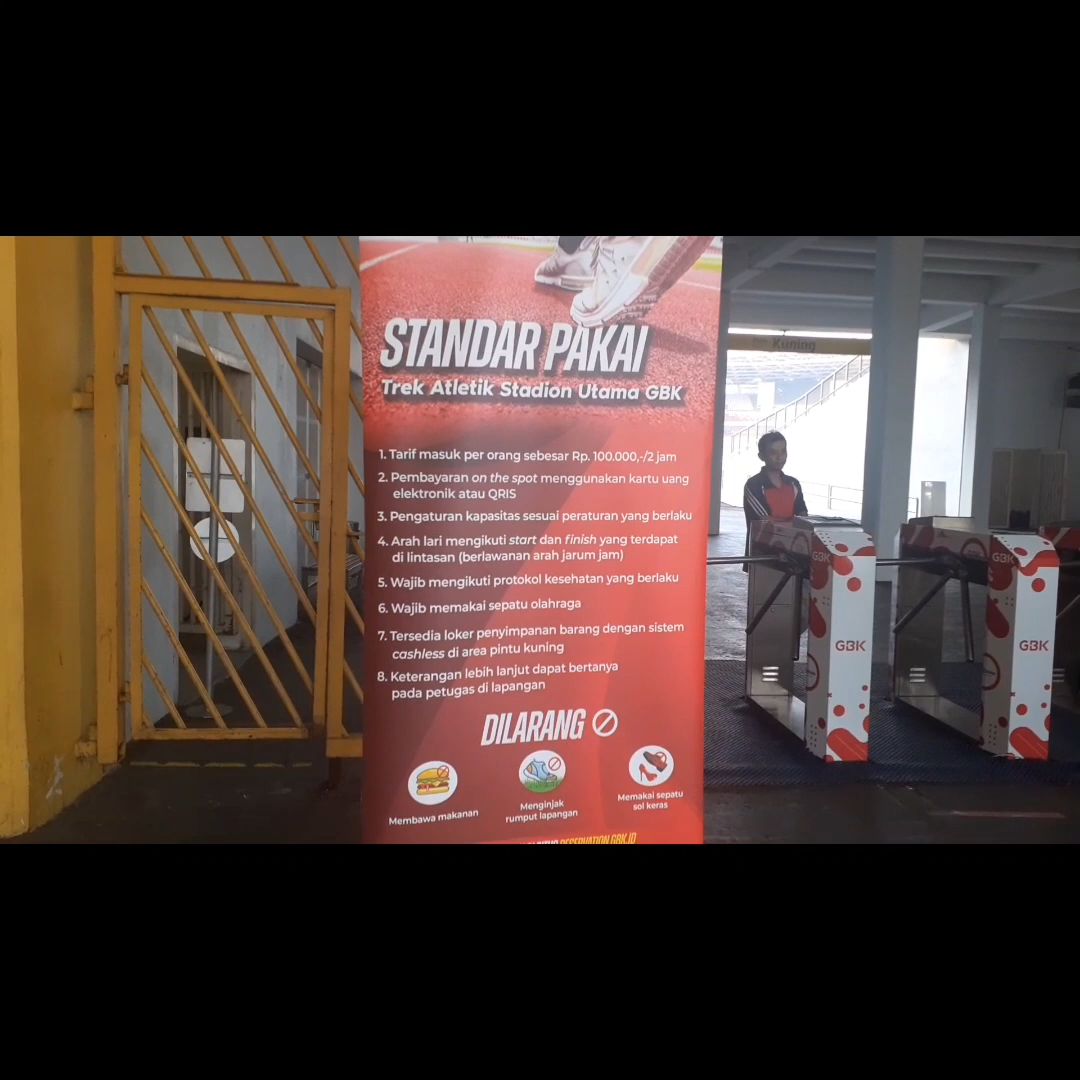 STANDAR PAKAI
Trek Atletik Stadion Utama GBK
1. Tarif masuk per orang sebesar Rp. 100.000,-/2 jam
2. Pembayaran on the spot menggunakan kartu uang
elektronik atau QRIS
3. Pengaturan kapasitas sesuai peraturan yang berlaku
4. Arah lari mengikuti start dan finish yang terdapat
di lintasan (berlawanan arah jarum jam)
5. Wajib mengikuti protokol kesehatan yang berlaku
6. Wajib memakai sepatu olahraga
7. Tersedia loker penyimpanan barang dengan sistem
cashless di area pintu kuning
8. Keterangan lebih lanjut dapat bertanya
pada petugas di lapangan
DILARANG
Membawa makanan
Menginjak
rumput lapangan
Memakai sepatu
sol keras
RESERVATION.GBK.ID
Kuning
GBK
GBK
GBK
GBK